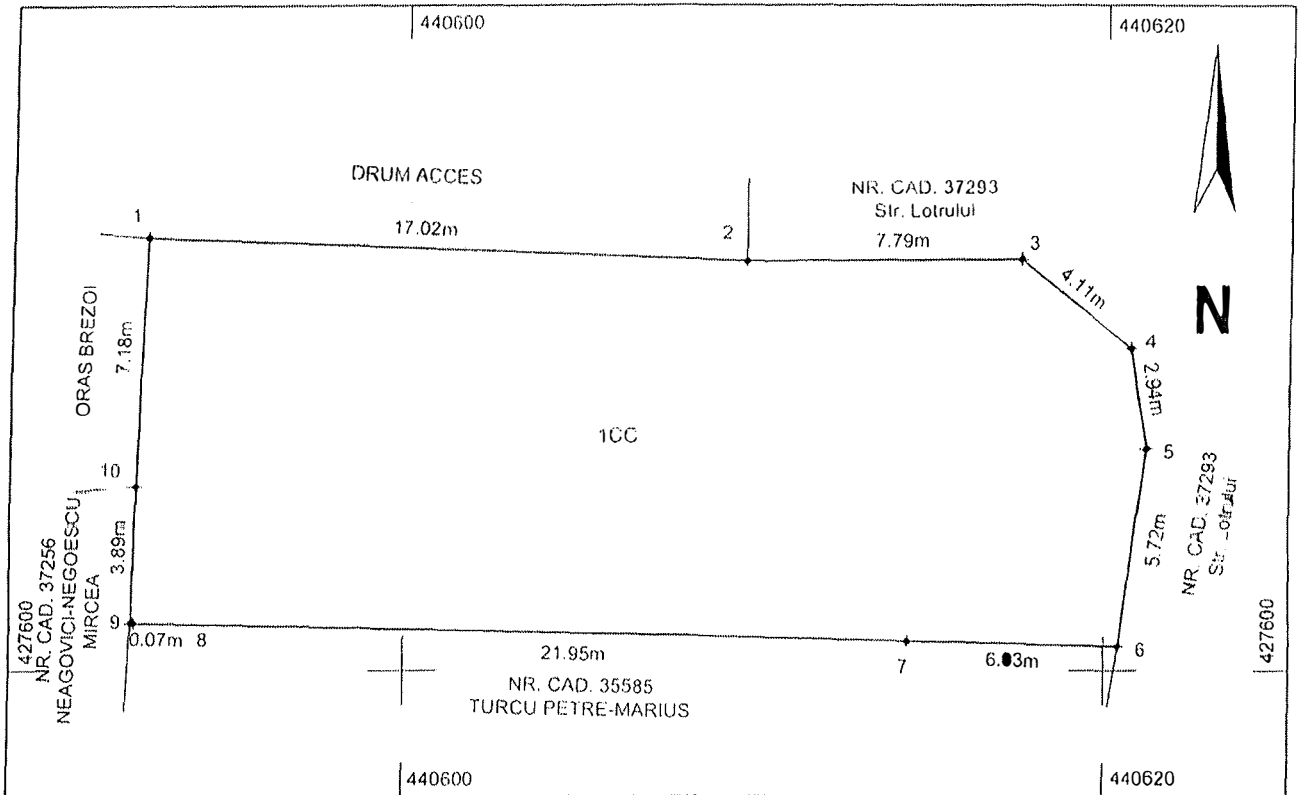 440600
440620
DRUM ACCES
NR. CAD. 37293
Str. Lotrului
1
17.02m
2
7.79m
3
4.11m
N
4
ORAS BREZOI
7.18m
2.94m
1CC
5
10
NR. CAD. 37293
Str. Lotrului
5.72m
3.89m
NR. CAD. 37256
NEAGOVICI-NEGOESCU
MIRCEA
427600
9
0.07m
8
21.95m
7
6
427600
NR. CAD. 35585
TURCU PETRE-MARIUS
440600
440620